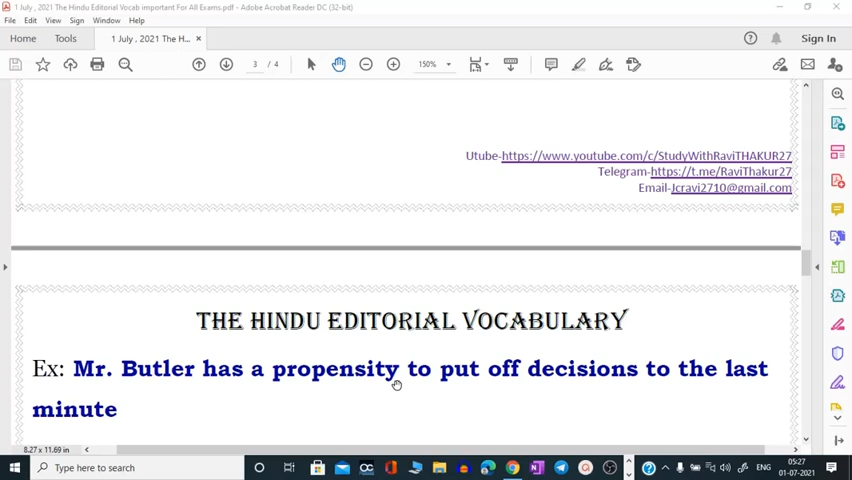 1 July , 2021 The Hindu Editorial Vocab important For All Exams.pdf - Adobe Acrobat Reader DC (32-bit)
File Edit View Sign Window Help
Home Tools 1 July , 2021 The H... × Sign In
3 / 4 150%
Utube-https://www.youtube.com/c/StudyWithRaviTHAKUR27
Telegram-https://t.me/RaviThakur27
Email-Jcravi2710@gmail.com
THE HINDU EDITORIAL VOCABULARY
Ex: Mr. Butler has a propensity to put off decisions to the last
minute
8.27 x 11.69 in
Type here to search
ENG
05:27
01-07-2021